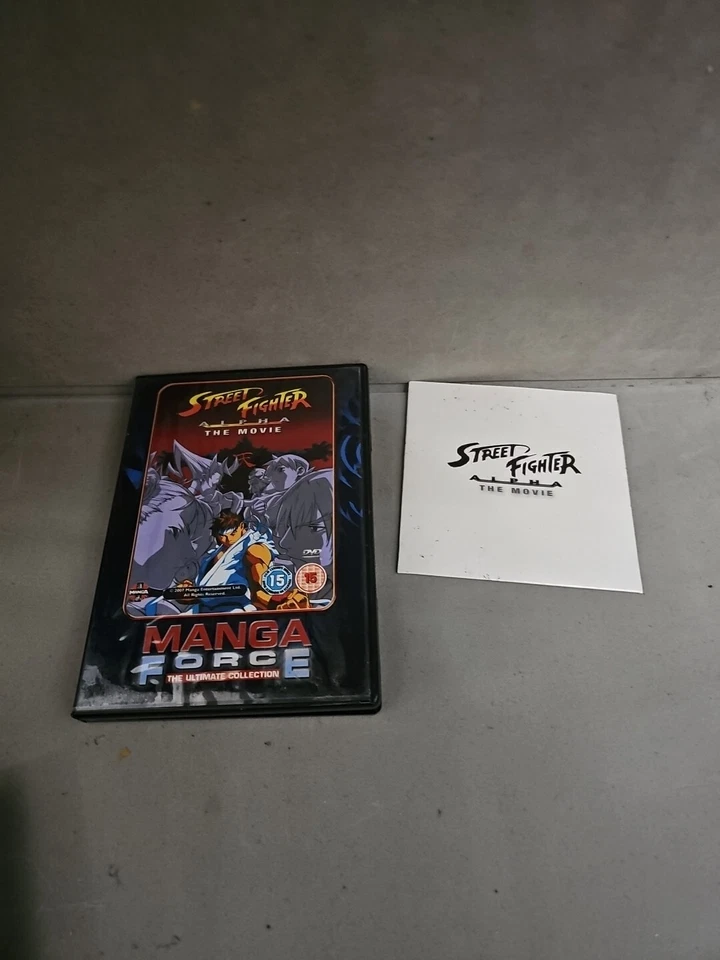 STREET FIGHTER
ALPHA
THE MOVIE
DVD
15
15
MANGA
© 2007 Manga Entertainment Ltd.
All Rights Reserved.
MANGA
FORCE
THE ULTIMATE COLLECTION
STREET FIGHTER
ALPHA
THE MOVIE